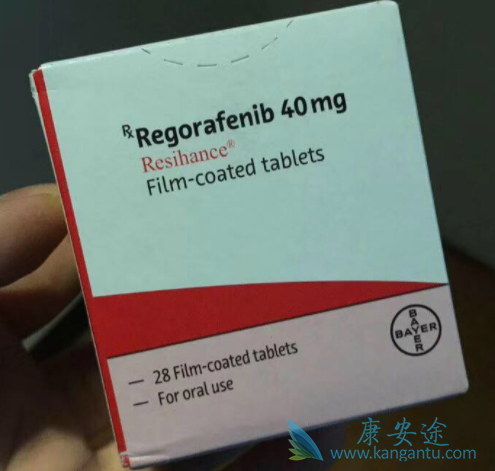 Rx Regorafenib 40 mg
Resihance®
Film-coated tablets
BAYER
BAYER
— 28 Film-coated tablets
— For oral use
康安途
www.kangantu.com